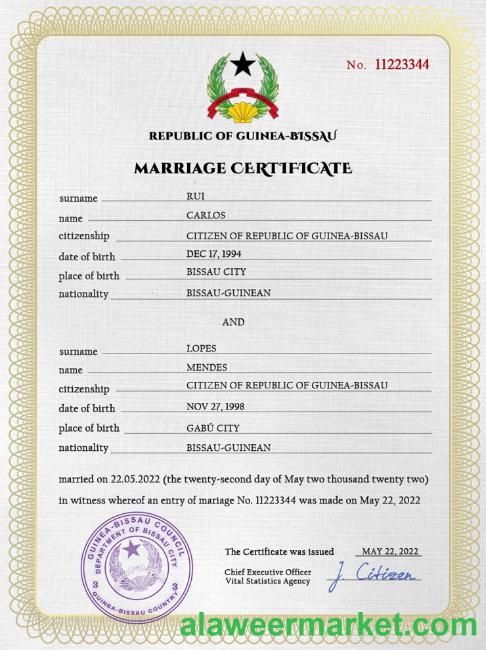 No. 11223344
REPUBLIC OF GUINEA-BISSAU
MARRIAGE CERTIFICATE
surname RUI
name CARLOS
citizenship CITIZEN OF REPUBLIC OF GUINEA-BISSAU
date of birth DEC 17, 1994
place of birth BISSAU CITY
nationality BISSAU-GUINEAN
AND
surname LOPES
name MENDES
citizenship CITIZEN OF REPUBLIC OF GUINEA-BISSAU
date of birth NOV 27, 1998
place of birth GABÚ CITY
nationality BISSAU-GUINEAN
married on 22.05.2022 (the twenty-second day of May two thousand twenty two)
in witness whereof an entry of mariage No. 11223344 was made on May 22, 2022
GUINEA-BISSAU COUNCIL
DEPARTMENT OF BISSAU CITY
3 3
GUINEA-BISSAU COUNTRY
The Certificate was issued MAY 22, 2022
Chief Executive Officer
Vital Statistics Agency J. Citizen
alaweermarket.com